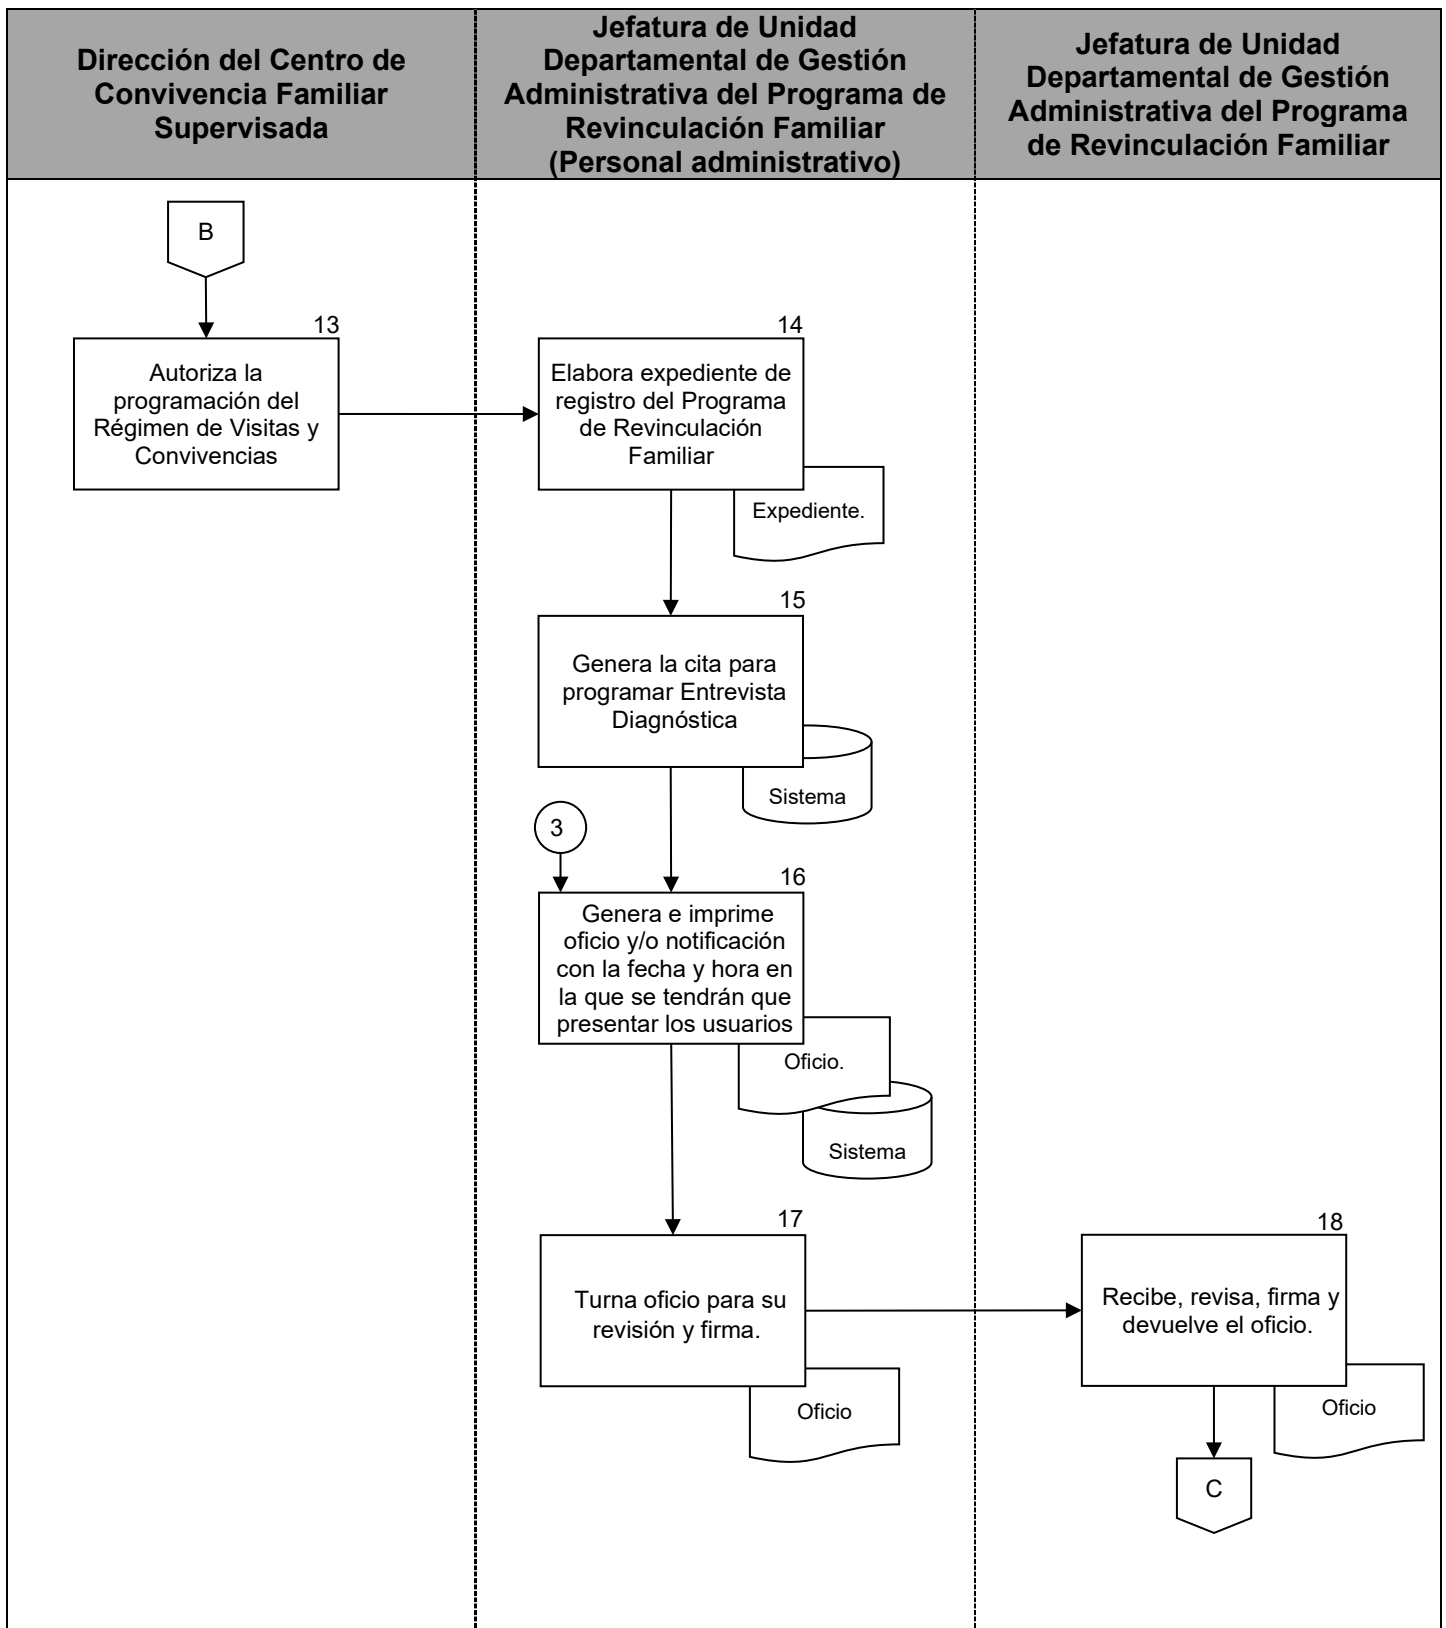 Dirección del Centro de
Convivencia Familiar
Supervisada
Jefatura de Unidad
Departamental de Gestión
Administrativa del Programa de
Revinculación Familiar
(Personal administrativo)
Jefatura de Unidad
Departamental de Gestión
Administrativa del Programa
de Revinculación Familiar
B
13
Autoriza la
programación del
Régimen de Visitas y
Convivencias
14
Elabora expediente de
registro del Programa
de Revinculación
Familiar
Expediente.
15
Genera la cita para
programar Entrevista
Diagnóstica
Sistema
3
16
Genera e imprime
oficio y/o notificación
con la fecha y hora en
la que se tendrán que
presentar los usuarios
Oficio.
Sistema
17
Turna oficio para su
revisión y firma.
Oficio
18
Recibe, revisa, firma y
devuelve el oficio.
Oficio
C